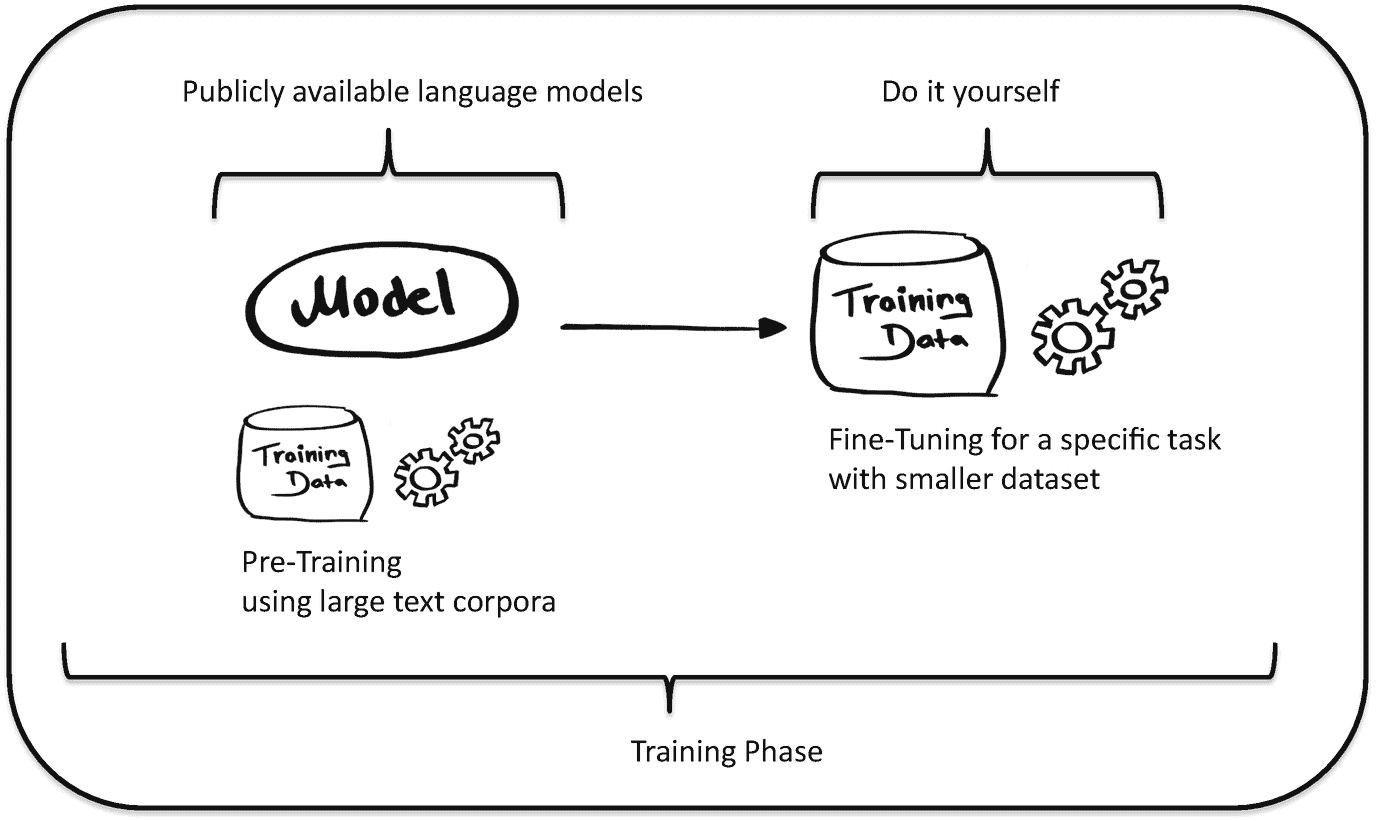 Publicly available language models
Do it yourself
Model
Training
Data
Training
Data
Pre-Training
using large text corpora
Fine-Tuning for a specific task
with smaller dataset
Training Phase